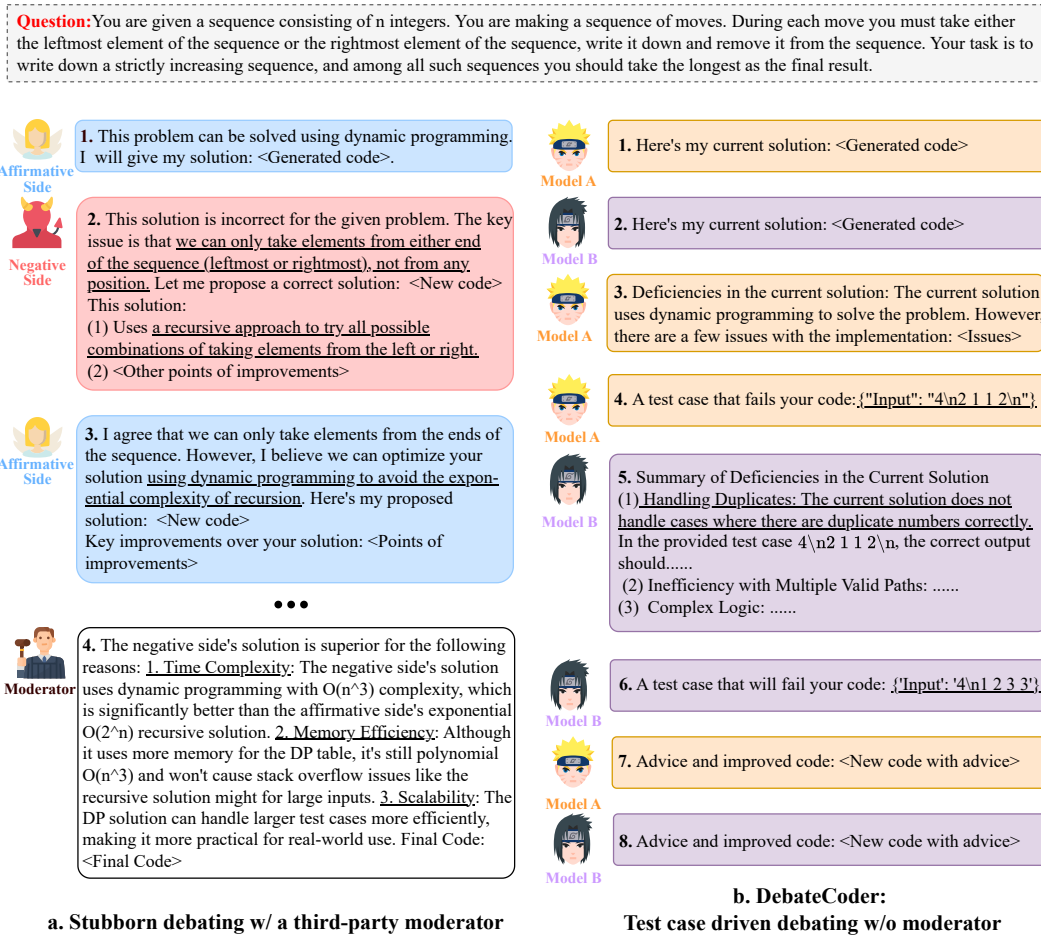 Question:You are given a sequence consisting of n integers. You are making a sequence of moves. During each move you must take either
the leftmost element of the sequence or the rightmost element of the sequence, write it down and remove it from the sequence. Your task is to
write down a strictly increasing sequence, and among all such sequences you should take the longest as the final result.
Affirmative
Side
1. This problem can be solved using dynamic programming.
I will give my solution: <Generated code>.
Negative
Side
2. This solution is incorrect for the given problem. The key
issue is that we can only take elements from either end
of the sequence (leftmost or rightmost), not from any
position. Let me propose a correct solution: <New code>
This solution:
(1) Uses a recursive approach to try all possible
combinations of taking elements from the left or right.
(2) <Other points of improvements>
Affirmative
Side
3. I agree that we can only take elements from the ends of
the sequence. However, I believe we can optimize your
solution using dynamic programming to avoid the expon-
ential complexity of recursion. Here's my proposed
solution: <New code>
Key improvements over your solution: <Points of
improvements>
•••
Moderator
4. The negative side's solution is superior for the following
reasons: 1. Time Complexity: The negative side's solution
uses dynamic programming with O(n^3) complexity, which
is significantly better than the affirmative side's exponential
O(2^n) recursive solution. 2. Memory Efficiency: Although
it uses more memory for the DP table, it's still polynomial
O(n^3) and won't cause stack overflow issues like the
recursive solution might for large inputs. 3. Scalability: The
DP solution can handle larger test cases more efficiently,
making it more practical for real-world use. Final Code:
<Final Code>
a. Stubborn debating w/ a third-party moderator
Model A
1. Here's my current solution: <Generated code>
Model B
2. Here's my current solution: <Generated code>
Model A
3. Deficiencies in the current solution: The current solution
uses dynamic programming to solve the problem. However,
there are a few issues with the implementation: <Issues>
Model A
4. A test case that fails your code:{"Input": "4\n2 1 1 2\n"}
Model B
5. Summary of Deficiencies in the Current Solution
(1) Handling Duplicates: The current solution does not
handle cases where there are duplicate numbers correctly.
In the provided test case 4\n2 1 1 2\n, the correct output
should......
(2) Inefficiency with Multiple Valid Paths: ......
(3) Complex Logic: ......
Model B
6. A test case that will fail your code: {'Input': '4\n1 2 3 3'}
Model A
7. Advice and improved code: <New code with advice>
Model B
8. Advice and improved code: <New code with advice>
b. DebateCoder:
Test case driven debating w/o moderator